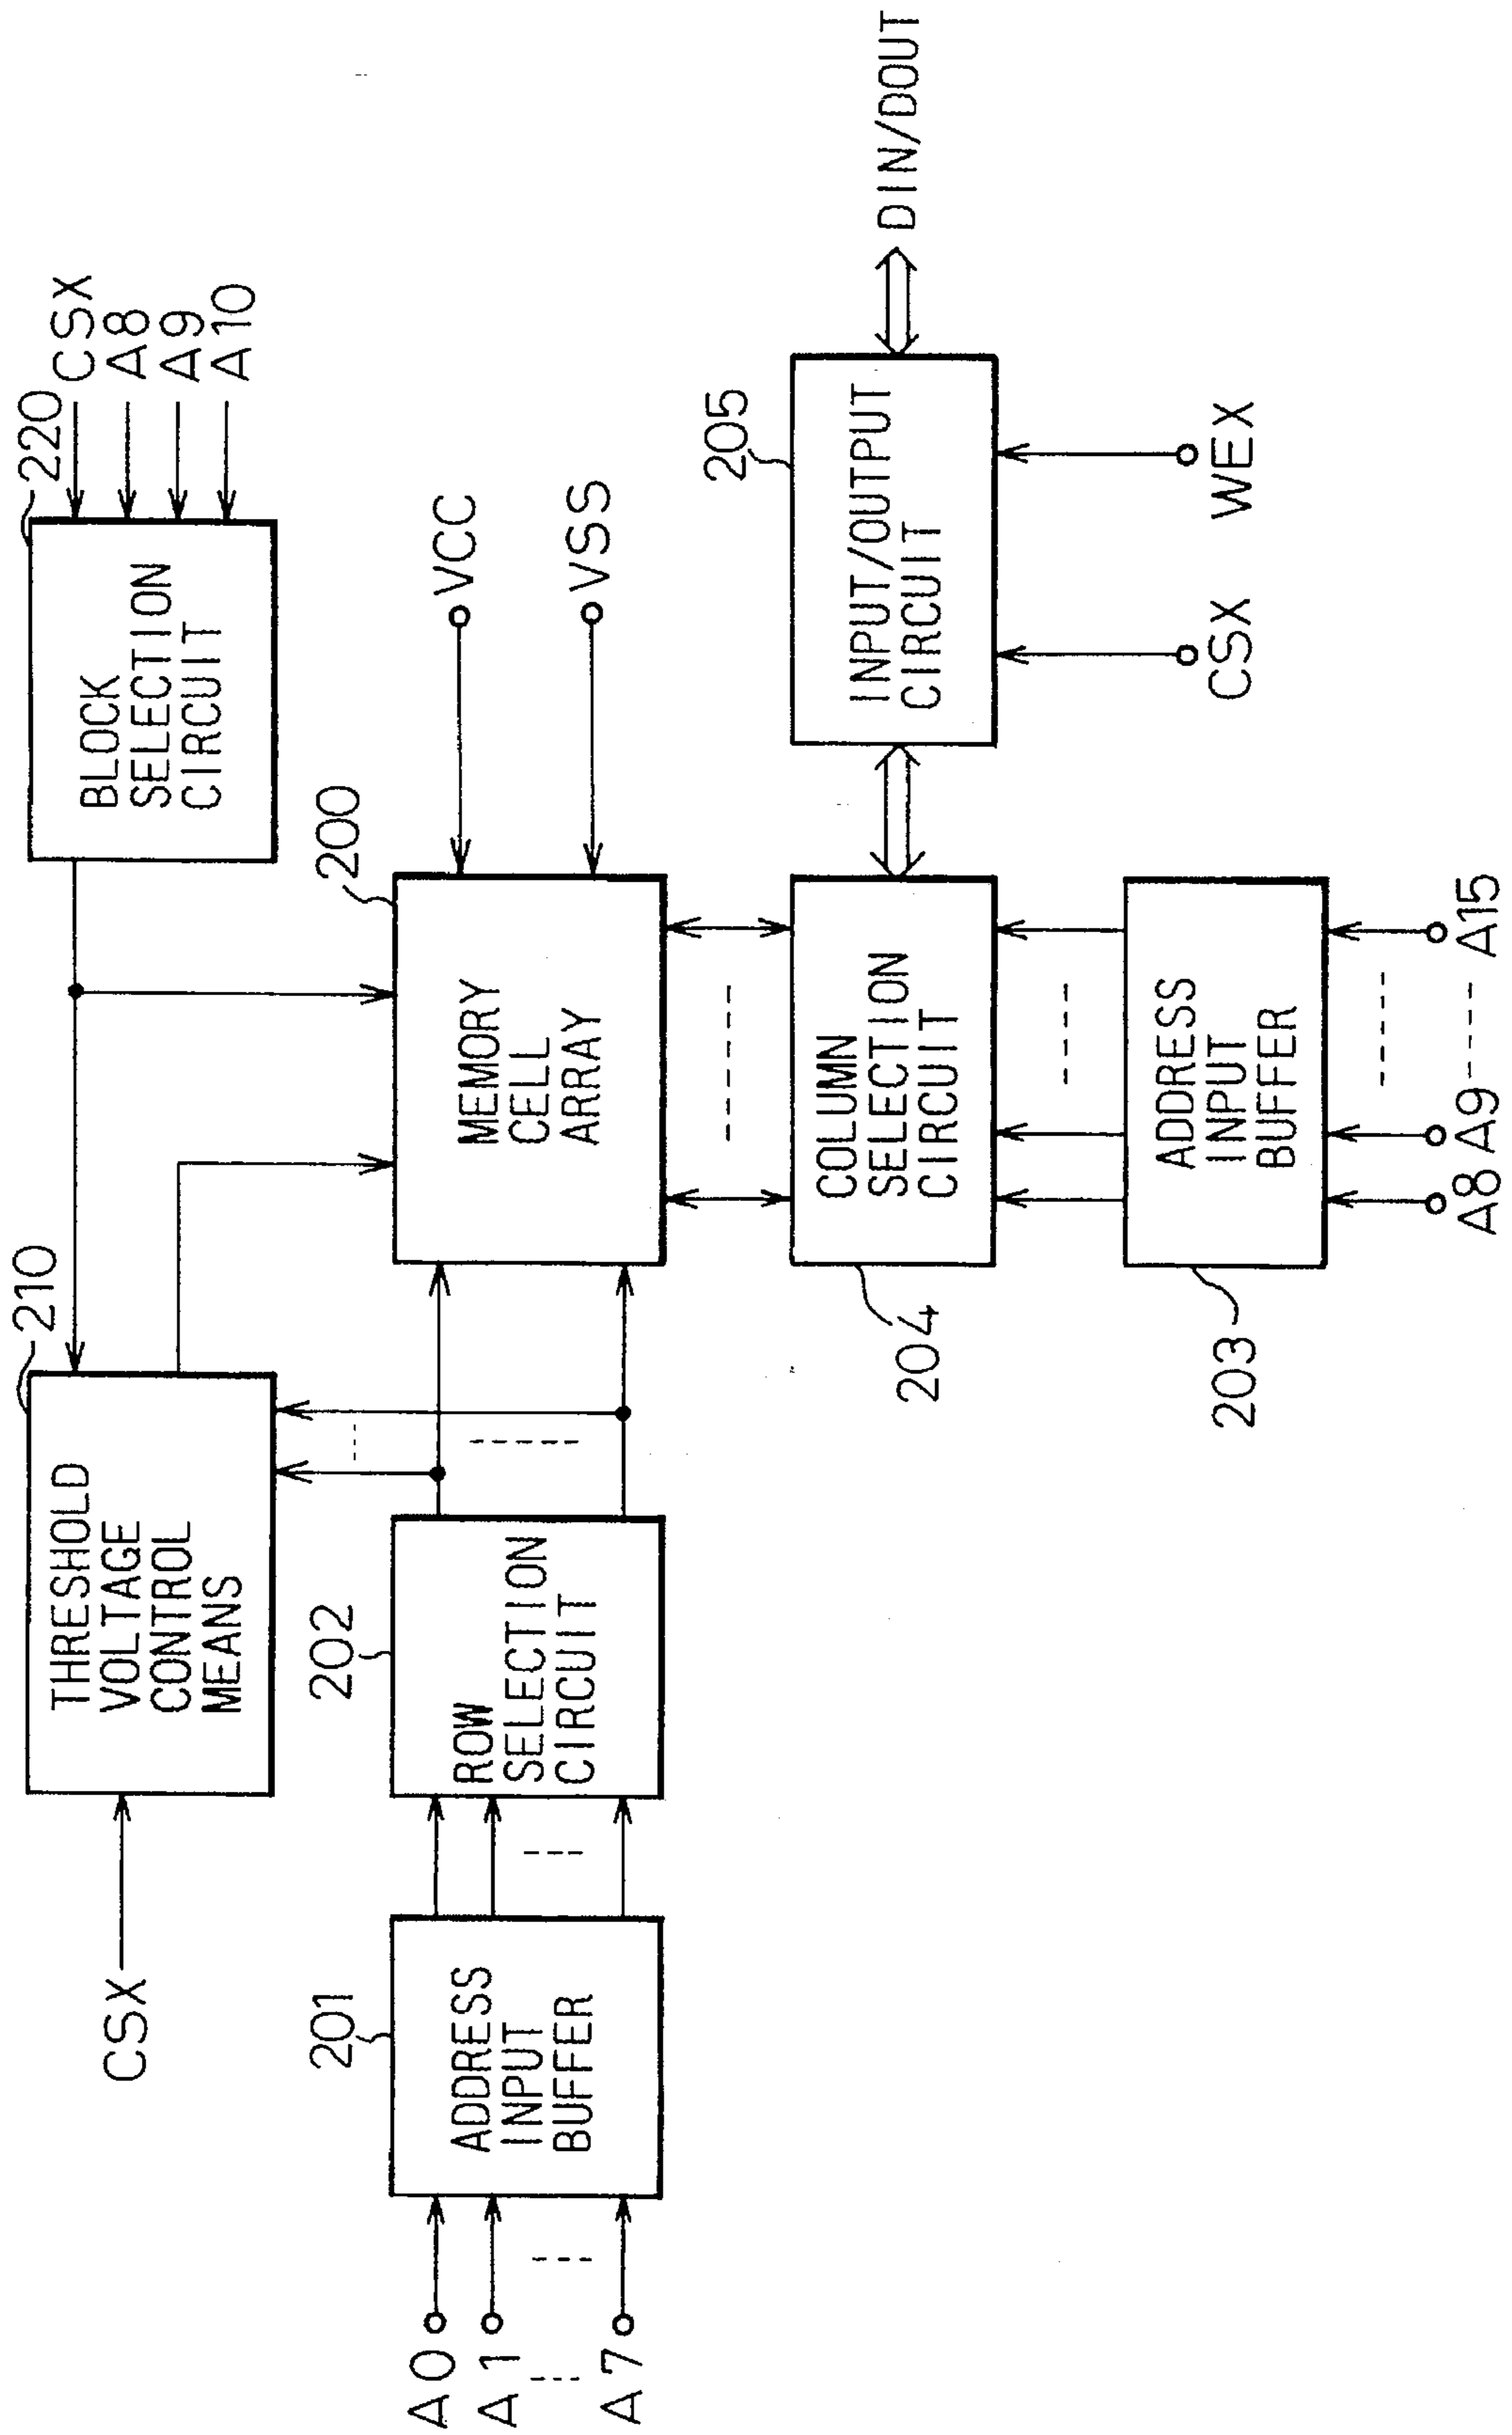 CSX
THRESHOLD
VOLTAGE
CONTROL
MEANS
210
BLOCK
SELECTION
CIRCUIT
220
CSX
A8
A9
A10
A0
A1
A7
201
ADDRESS
INPUT
BUFFER
202
ROW
SELECTION
CIRCUIT
200
MEMORY
CELL
ARRAY
VCC
VSS
204
COLUMN
SELECTION
CIRCUIT
205
INPUT/OUTPUT
CIRCUIT
DIN/DOUT
CSX
WEX
203
ADDRESS
INPUT
BUFFER
A8 A9 ----- A15